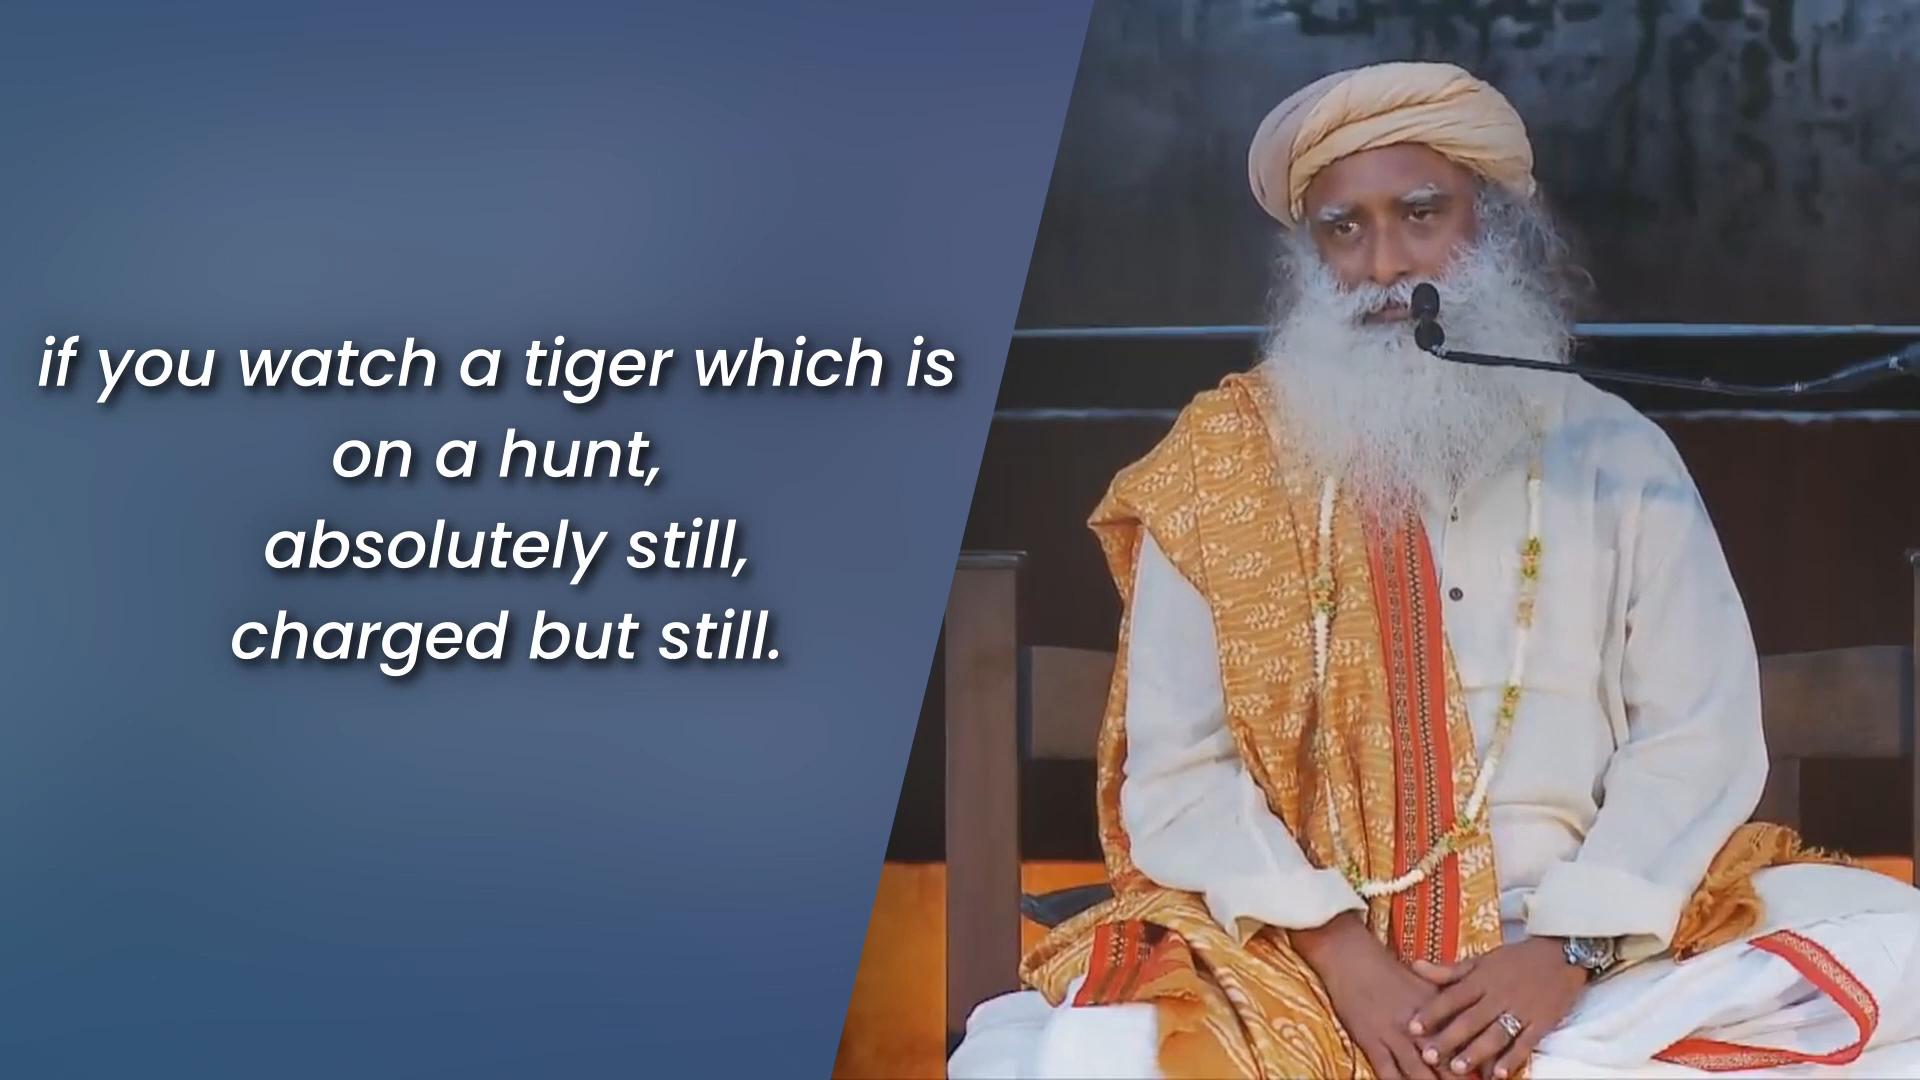 if you watch a tiger which is
on a hunt,
absolutely still,
charged but still.